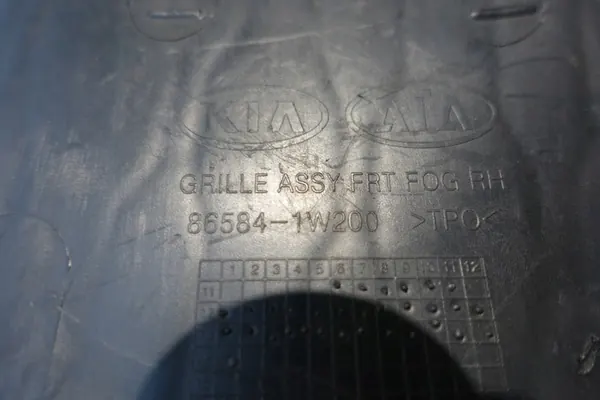 KIA
GRILLE ASSY FRT FOG RH
86584-1W200 >TPO<
1 2 3 4 5 6 7 8 9 10 11 12
11